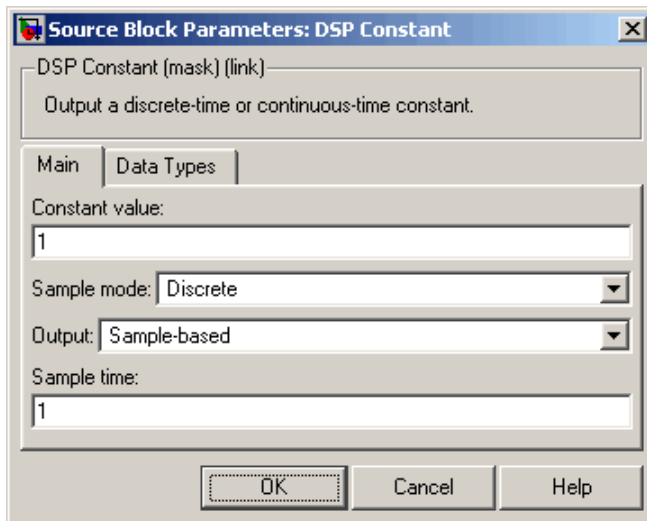 Source Block Parameters: DSP Constant
DSP Constant (mask) (link)
Output a discrete-time or continuous-time constant.
Main Data Types
Constant value:
1
Sample mode: Discrete
Output: Sample-based
Sample time:
1
OK Cancel Help